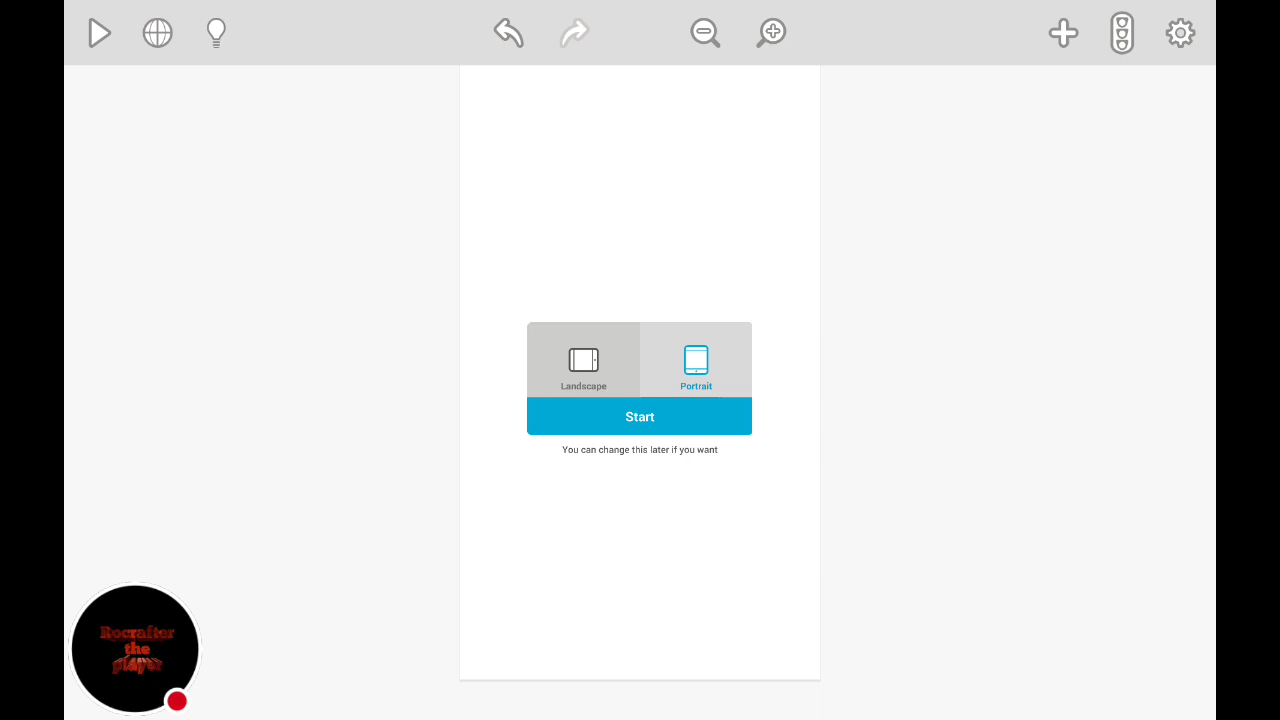 Landscape
Portrait
Start
You can change this later if you want
Rocrafter
the
player